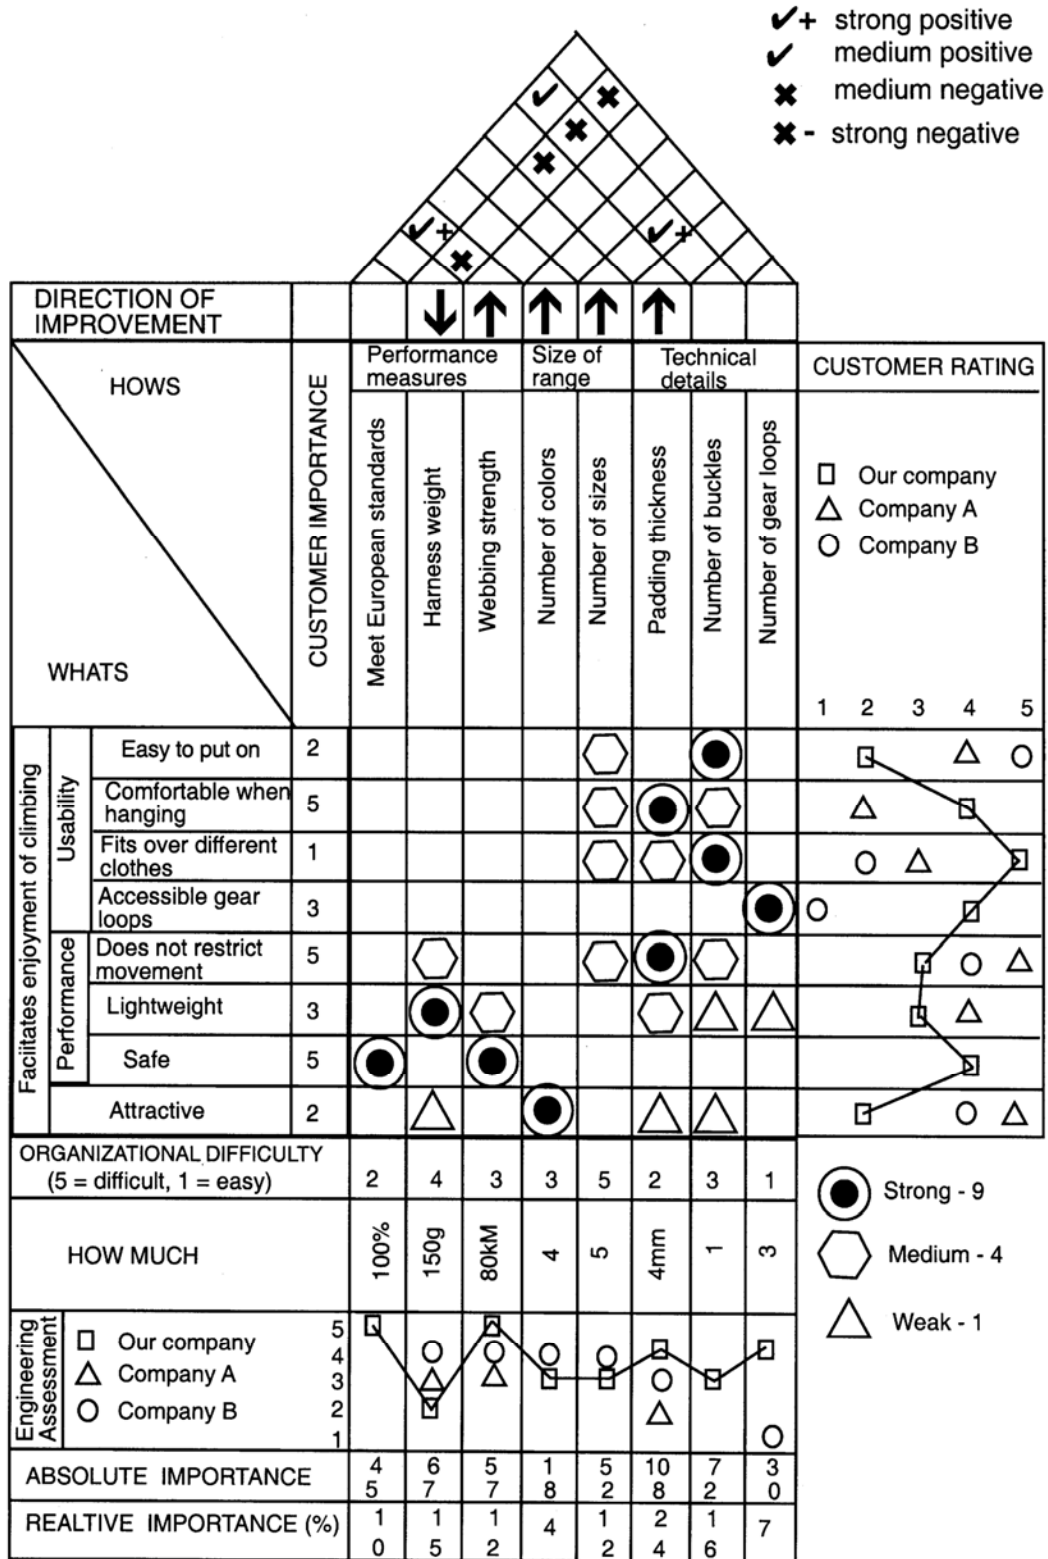 ✔+ strong positive
✔ medium positive
✖ medium negative
✖ - strong negative
✔ ✖
✖
✖
✔+ ✔+
✖
DIRECTION OF
IMPROVEMENT
HOWS
WHATS
CUSTOMER IMPORTANCE
Performance
measures
Size of
range
Technical
details
Meet European standards
Harness weight
Webbing strength
Number of colors
Number of sizes
Padding thickness
Number of buckles
Number of gear loops
CUSTOMER RATING
Our company
Company A
Company B
1 2 3 4 5
Faciitates enjoyment of climbing
Usability
Easy to put on 2
Comfortable when
hanging 5
Fits over different
clothes 1
Accessible gear
loops 3
Performance
Does not restrict
movement 5
Lightweight 3
Safe 5
Attractive 2
ORGANIZATIONAL DIFFICULTY
(5 = difficult, 1 = easy) 2 4 3 3 5 2 3 1
HOW MUCH 100% 150g 80kM 4 5 4mm 1 3
Strong - 9
Medium - 4
Weak - 1
Engineering
Assessment
Our company
Company A
Company B
5
4
3
2
1
ABSOLUTE IMPORTANCE 45 67 57 18 52 108 72 30
REALTIVE IMPORTANCE (%) 10 15 12 4 12 24 16 7